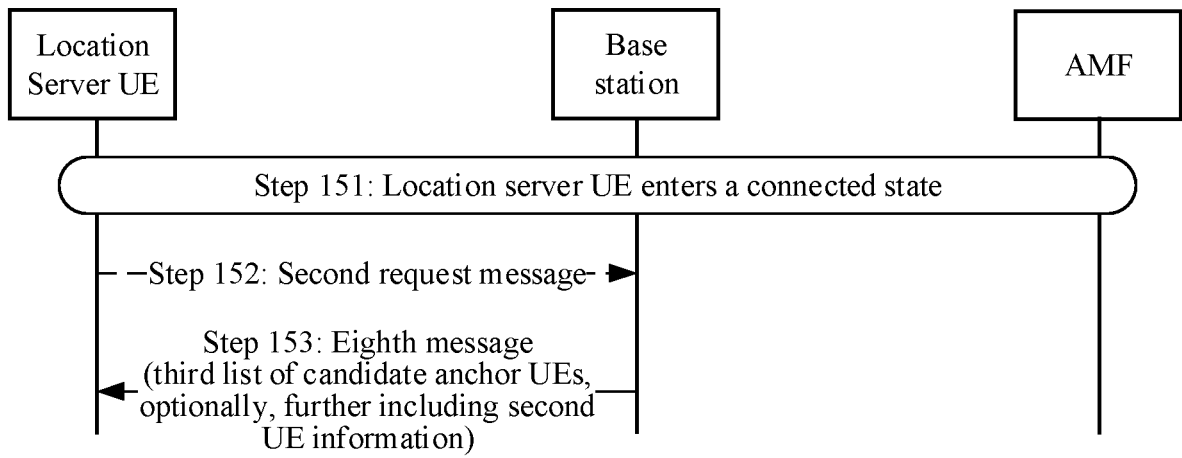 Location
Server UE
Base
station
AMF
Step 151: Location server UE enters a connected state
Step 152: Second request message
Step 153: Eighth message
(third list of candidate anchor UEs,
optionally, further including second
UE information)